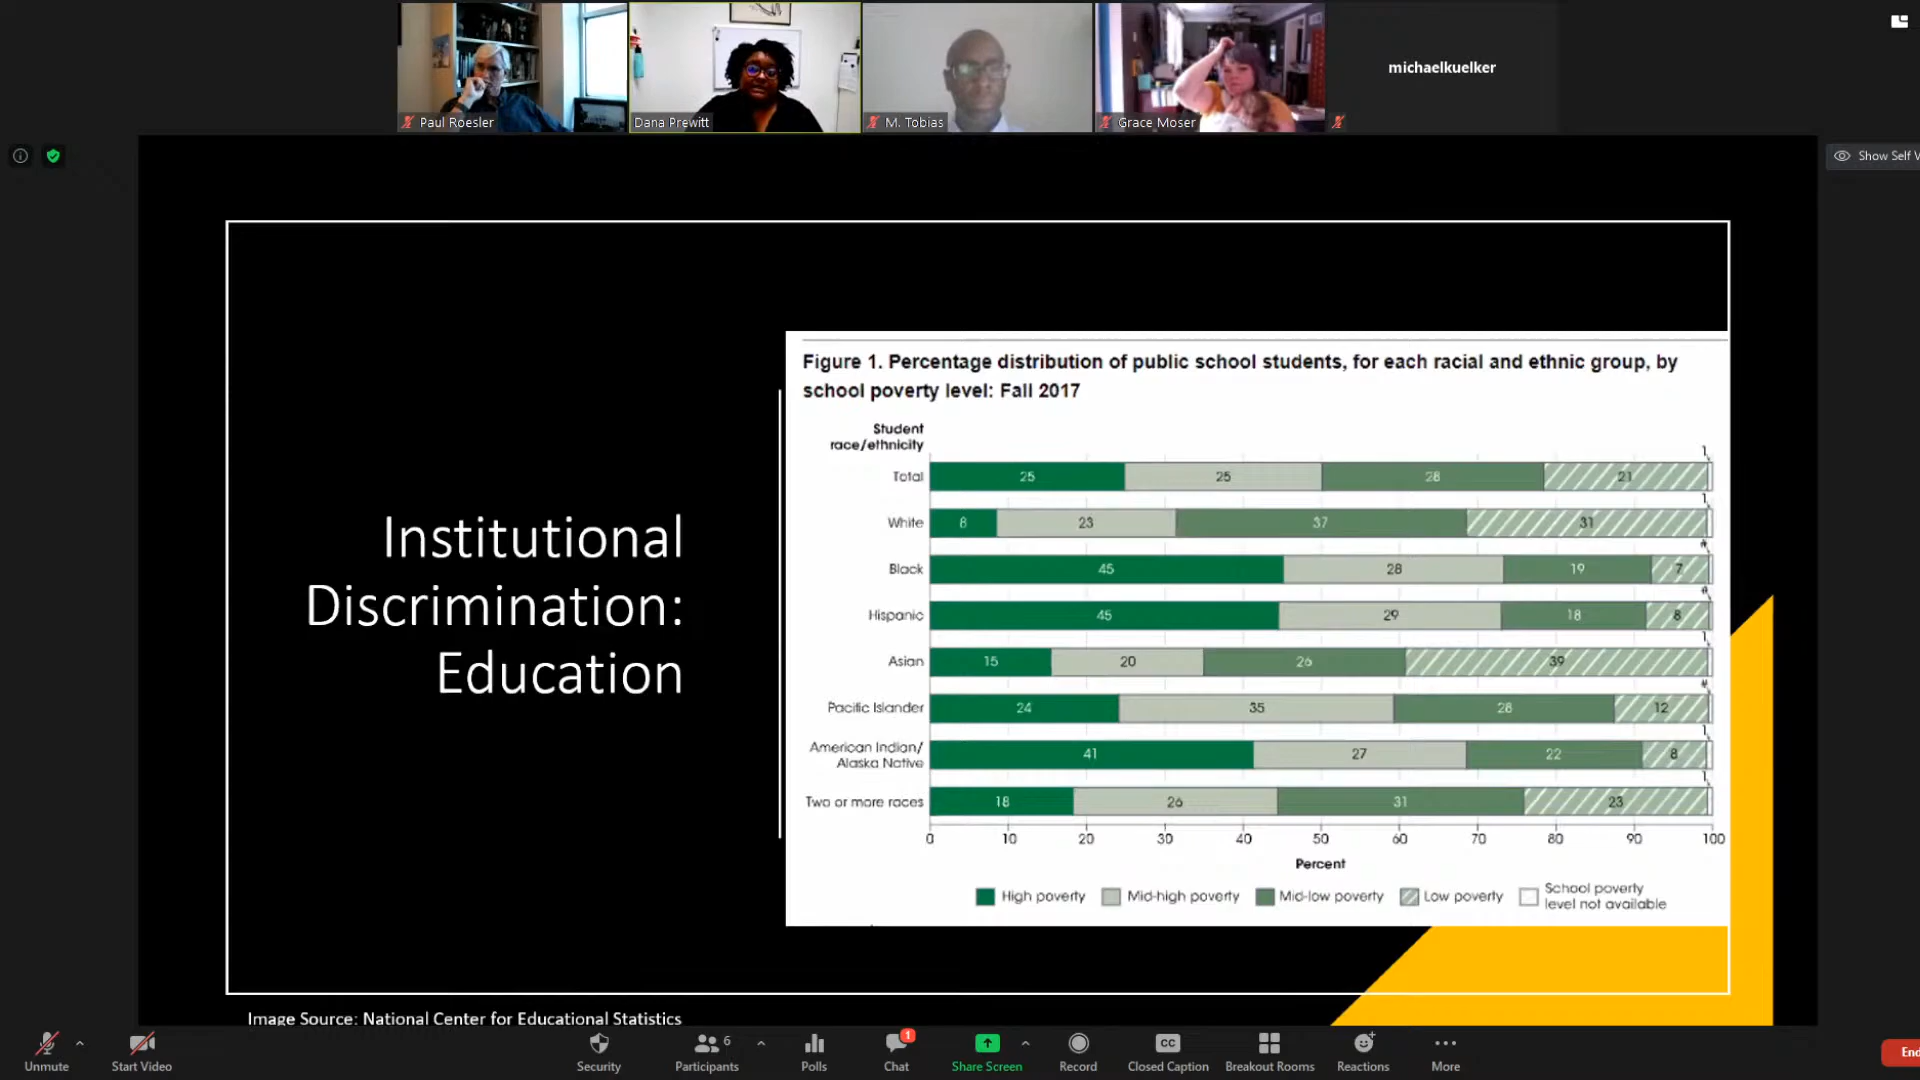 michaelkuelker
Paul Roesler
Dana Prewitt
M. Tobias
Grace Moser
Show Self V
Institutional
Discrimination:
Education
Figure 1. Percentage distribution of public school students, for each racial and ethnic group, by
school poverty level: Fall 2017
Student
race/ethnicity
1
Total 25 25 28 21
1
White 8 23 37 31
#
Black 45 28 19 7
#
Hispanic 45 29 18 8
1
Asian 15 20 26 39
#
Pacific Islander 24 35 28 12
1
American Indian/
Alaska Native 41 27 22 8
1
Two or more races 18 26 31 23
0 10 20 30 40 50 60 70 80 90 100
Percent
High poverty Mid-high poverty Mid-low poverty Low poverty School poverty
level not available
Image Source: National Center for Educational Statistics
6 1 CC End
Unmute Start Video Security Participants Polls Chat Share Screen Record Closed Caption Breakout Rooms Reactions More